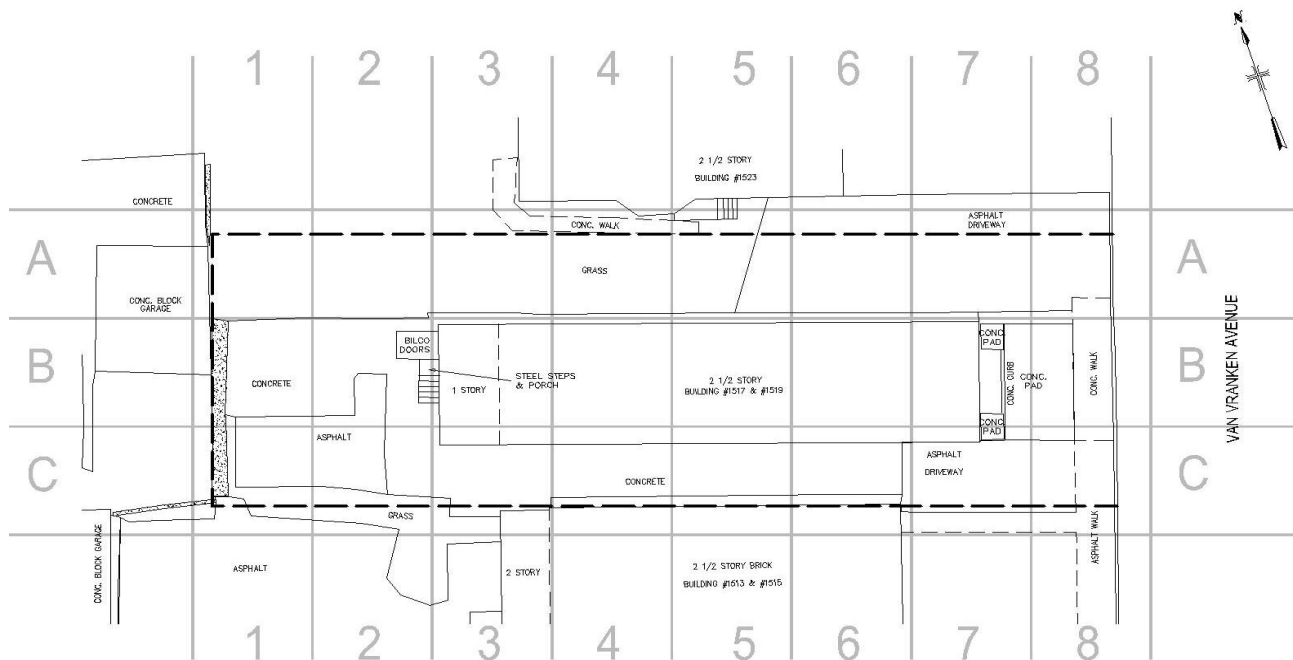 N
1 2 3 4 5 6 7 8
2 1/2 STORY
BUILDING #1523
CONCRETE
CONC. WALK
ASPHALT
DRIVEWAY
A
GRASS
A
CONC. BLOCK
GARAGE
VAN VRANKEN AVENUE
B
BILCO
DOORS
STEEL STEPS
& PORCH
CONCRETE
1 STORY
2 1/2 STORY
BUILDING #1517 & #1519
CONC.
PAD
CONC. CURB
CONC.
PAD
CONC. WALK
B
CONC.
PAD
ASPHALT
ASPHALT
DRIVEWAY
C
CONCRETE
C
GRASS
ASPHALT WALK
CONC. BLOCK GARAGE
ASPHALT
2 STORY
2 1/2 STORY BRICK
BUILDING #1513 & #1515
1 2 3 4 5 6 7 8